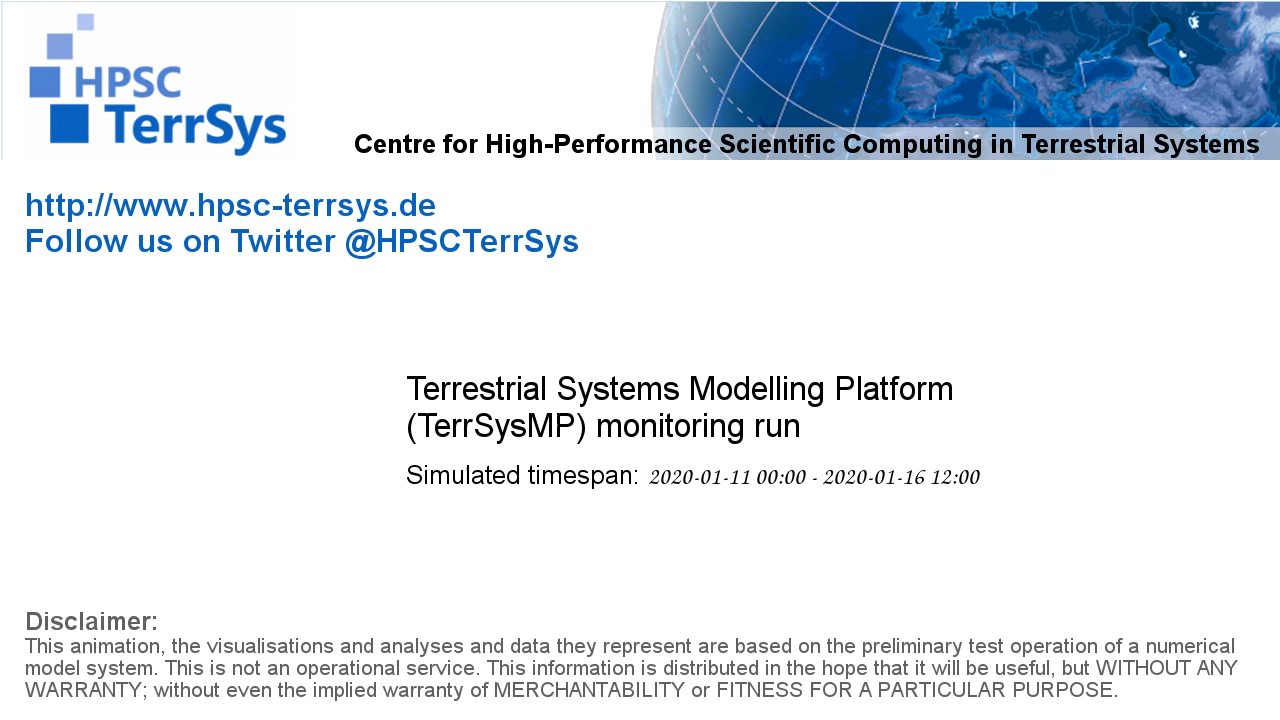 HPSC
TerrSys
Centre for High-Performance Scientific Computing in Terrestrial Systems
http://www.hpsc-terrsys.de
Follow us on Twitter @HPSCTerrSys
Terrestrial Systems Modelling Platform
(TerrSysMP) monitoring run
Simulated timespan: 2020-01-11 00:00 - 2020-01-16 12:00
Disclaimer:
This animation, the visualisations and analyses and data they represent are based on the preliminary test operation of a numerical
model system. This is not an operational service. This information is distributed in the hope that it will be useful, but WITHOUT ANY
WARRANTY; without even the implied warranty of MERCHANTABILITY or FITNESS FOR A PARTICULAR PURPOSE.